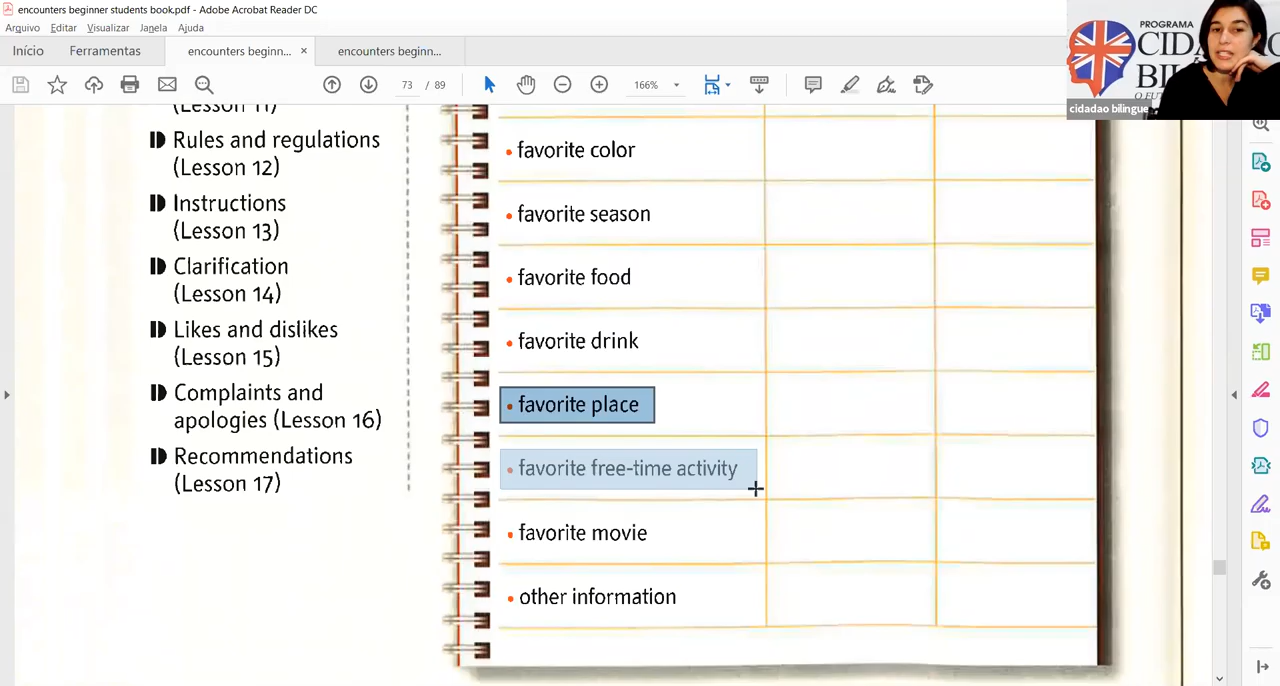 encounters beginner students book.pdf - Adobe Acrobat Reader DC
Arquivo Editar Visualizar Janela Ajuda
Início Ferramentas encounters beginn... × encounters beginn...
73 / 89 166%
PROGRAMA
cidadao bilingue
(Lesson 11)
Rules and regulations
(Lesson 12)
Instructions
(Lesson 13)
Clarification
(Lesson 14)
Likes and dislikes
(Lesson 15)
Complaints and
apologies (Lesson 16)
Recommendations
(Lesson 17)
• favorite color
• favorite season
• favorite food
• favorite drink
• favorite place
• favorite free-time activity
• favorite movie
• other information